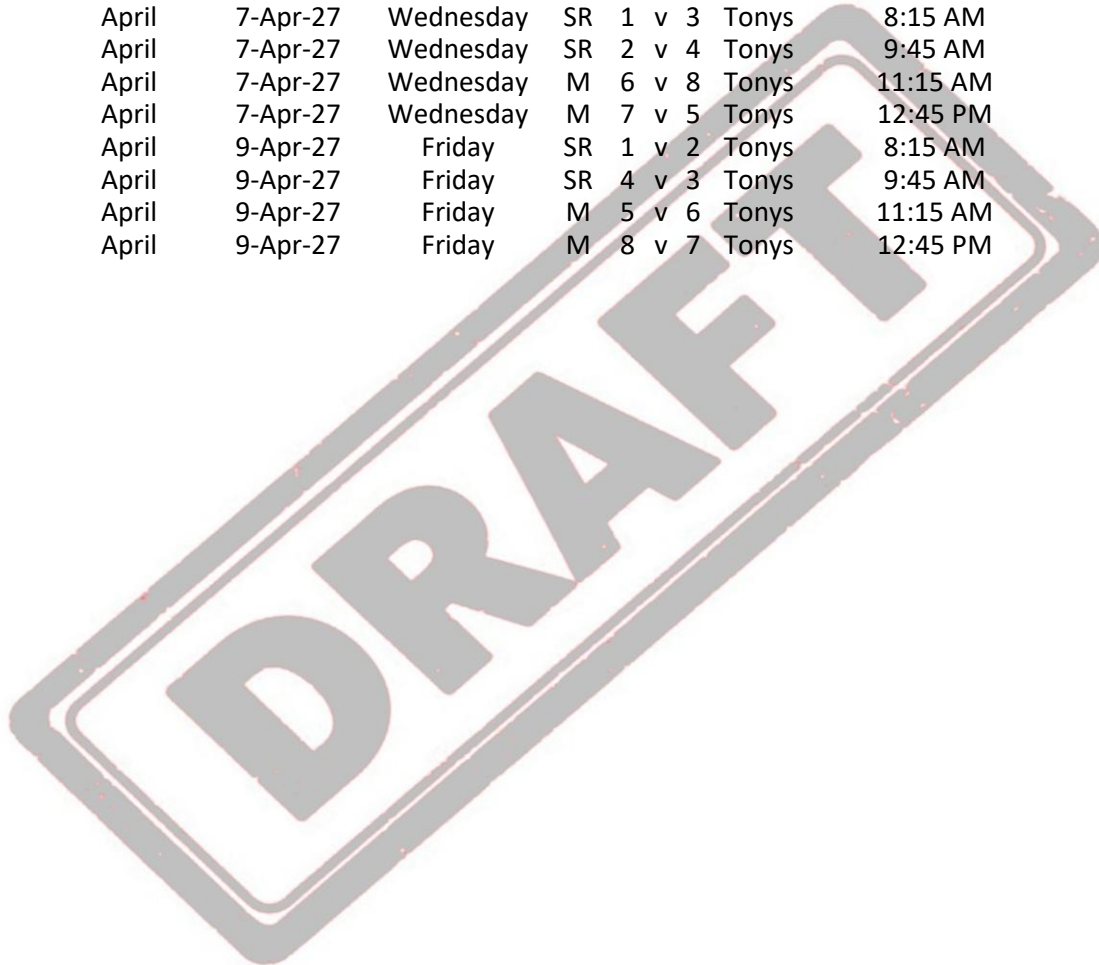 April 7-Apr-27 Wednesday SR 1 v 3 Tonys 8:15 AM
April 7-Apr-27 Wednesday SR 2 v 4 Tonys 9:45 AM
April 7-Apr-27 Wednesday M 6 v 8 Tonys 11:15 AM
April 7-Apr-27 Wednesday M 7 v 5 Tonys 12:45 PM
April 9-Apr-27 Friday SR 1 v 2 Tonys 8:15 AM
April 9-Apr-27 Friday SR 4 v 3 Tonys 9:45 AM
April 9-Apr-27 Friday M 5 v 6 Tonys 11:15 AM
April 9-Apr-27 Friday M 8 v 7 Tonys 12:45 PM
DRAFT